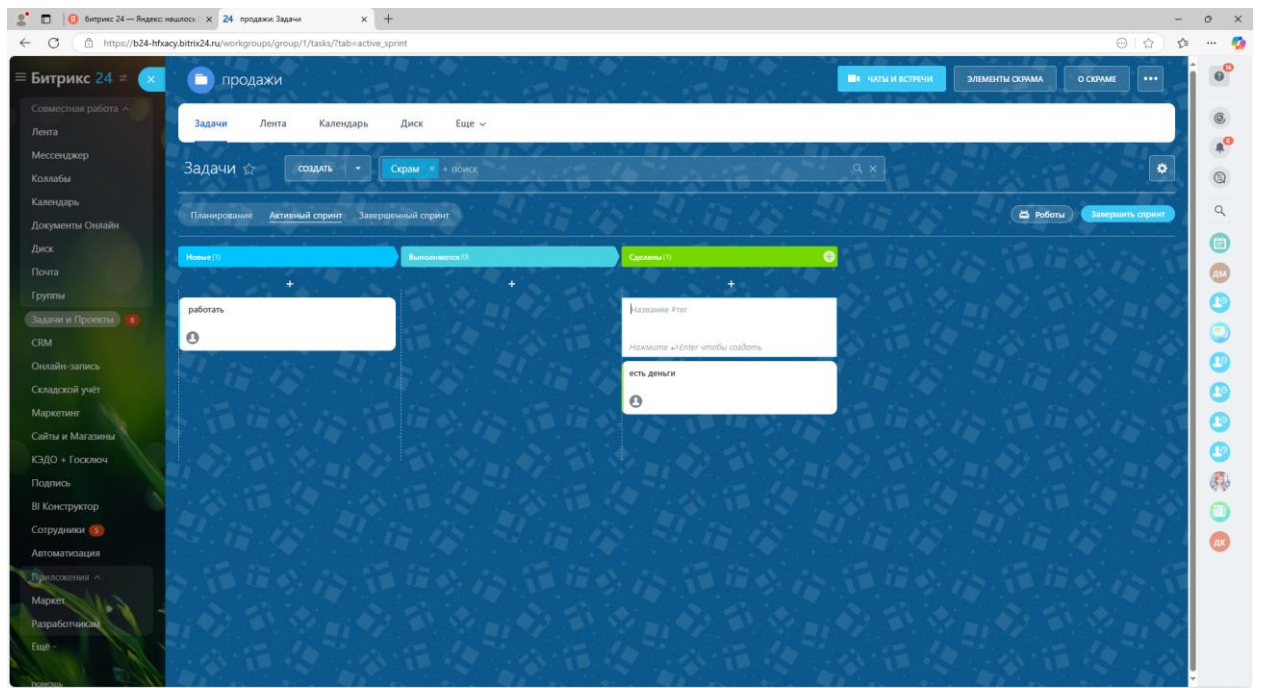 битрикс 24 — Яндекс: нашлось
24 продажи: Задачи
https://b24-hfxacy.bitrix24.ru/workgroups/group/1/tasks/?tab=active_sprint
Битрикс 24
продажи
ЧАТЫ И ВСТРЕЧИ
ЭЛЕМЕНТЫ СКРАМА
О СКРАМЕ
Совместная работа
Лента
Мессенджер
Коллабы
Календарь
Документы Онлайн
Диск
Почта
Группы
Задачи и Проекты 8
CRM
Онлайн-запись
Складской учёт
Маркетинг
Сайты и Магазины
КЭДО + Госключ
Подпись
BI Конструктор
Сотрудники 5
Автоматизация
Приложения
Маркет
Разработчикам
Ещё -
помощь
Задачи Лента Календарь Диск Еще
Задачи
СОЗДАТЬ
Скрам × + поиск
Планирование Активный спринт Завершенный спринт
Роботы
Завершить спринт
Новые (1)
Выполняются (0)
Сделаны (1)
+ + +
работать
Название #тег
Нажмите Enter чтобы создать
есть деньги
ДМ
ДК